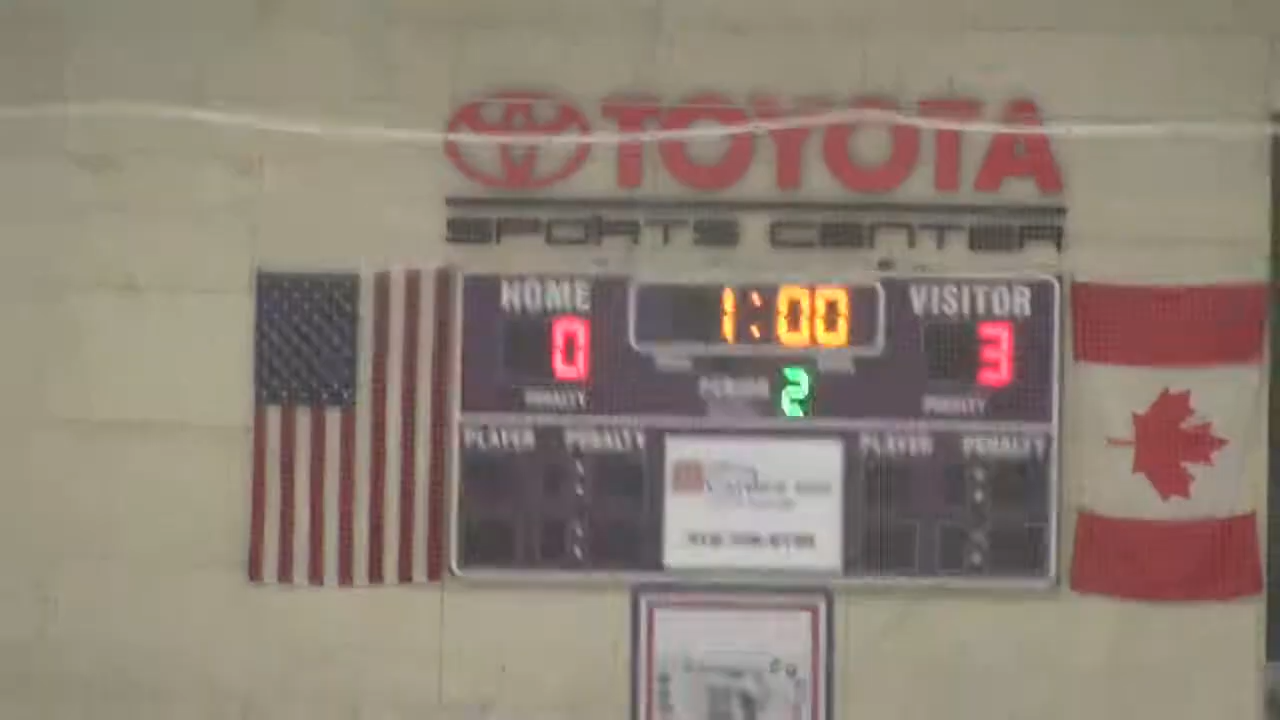 TOYOTA
SPORTS CENTER
HOME 1:00 VISITOR
0 3
PERIOD 2
PENALTY PENALTY
PLAYER PENALTY PLAYER PENALTY